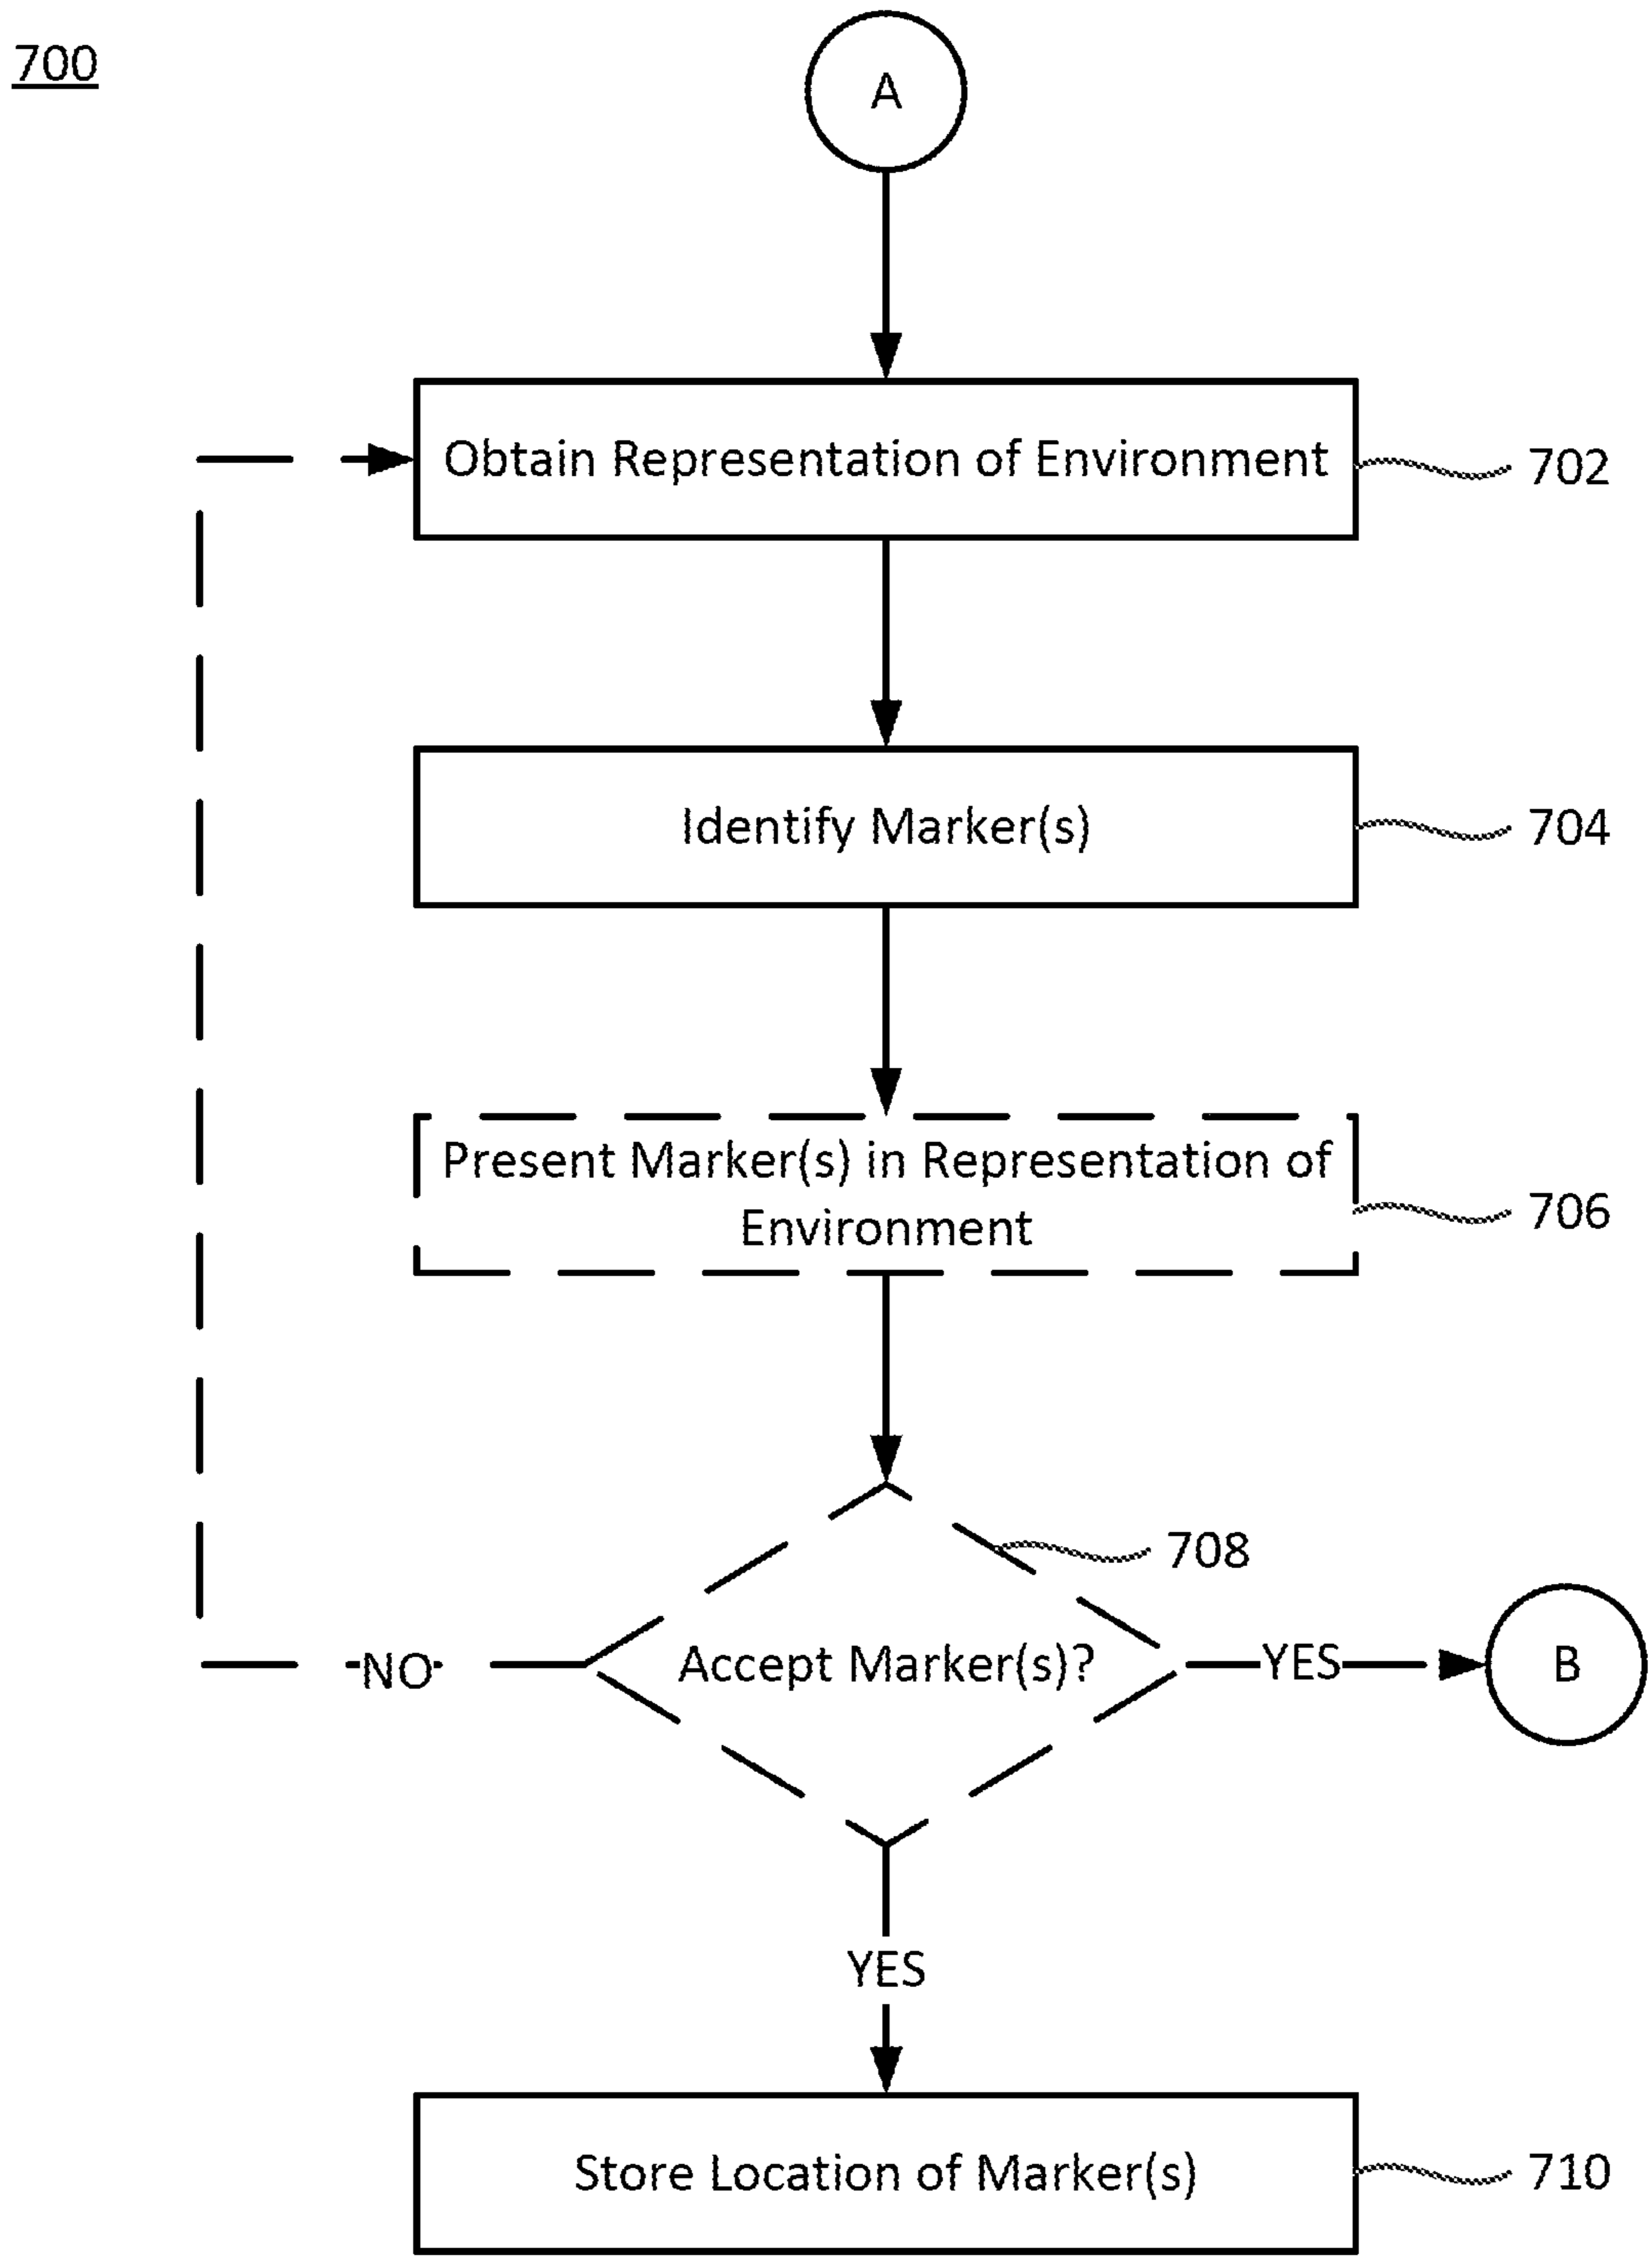 700
A
Obtain Representation of Environment
702
Identify Marker(s)
704
Present Marker(s) in Representation of
Environment
706
708
Accept Marker(s)?
NO
YES
B
YES
Store Location of Marker(s)
710